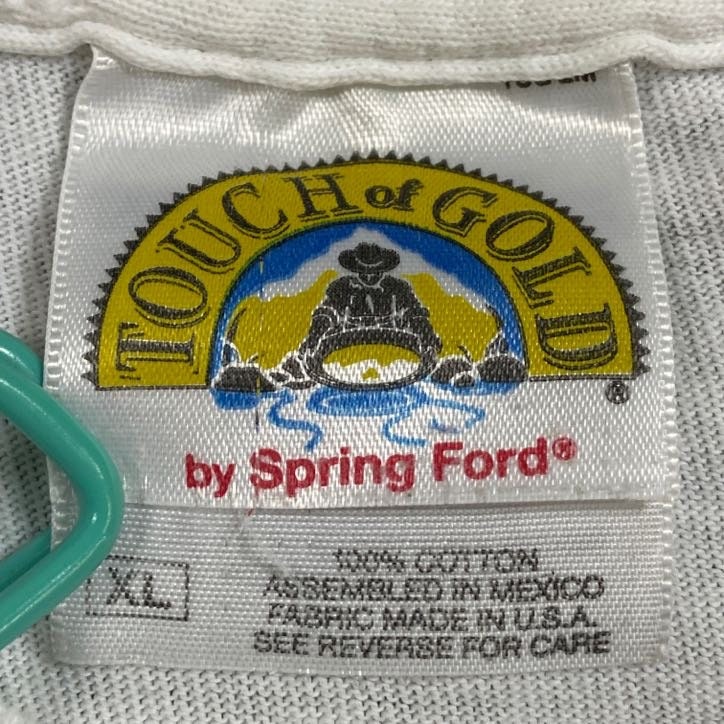 TOUCH of GOLD®
by Spring Ford®
XL
100% COTTON
ASSEMBLED IN MEXICO
FABRIC MADE IN U.S.A.
SEE REVERSE FOR CARE